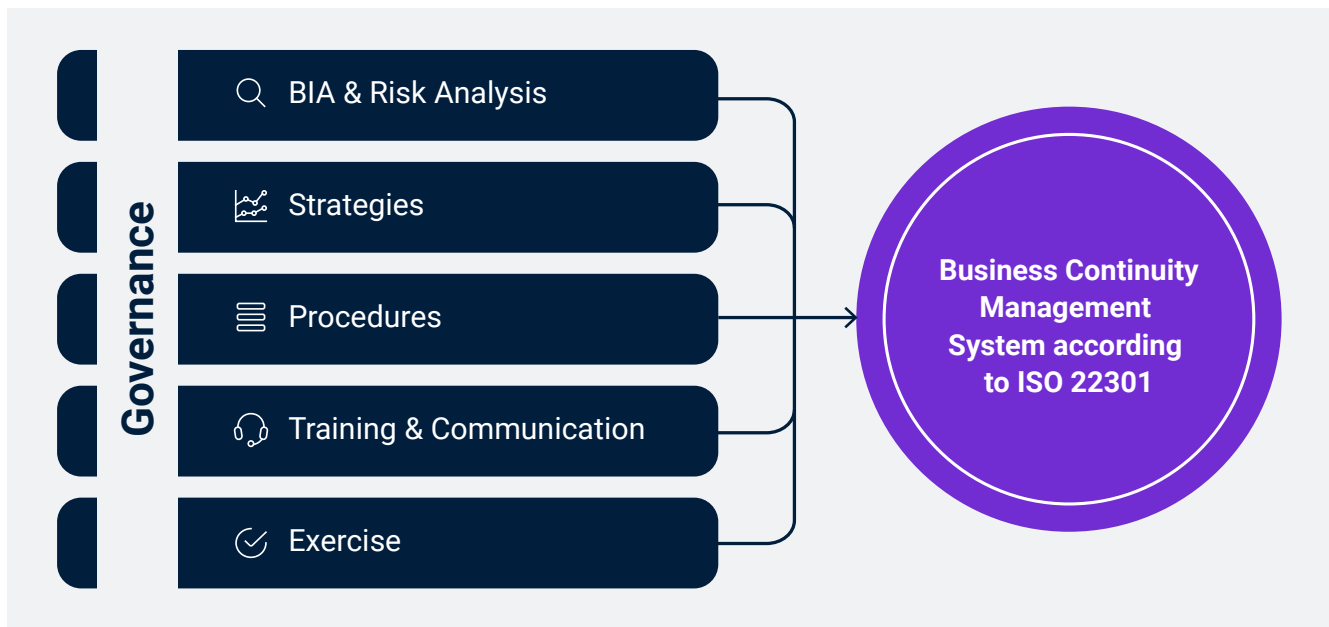 Governance
BIA & Risk Analysis
Strategies
Procedures
Training & Communication
Exercise
Business Continuity
Management
System according
to ISO 22301